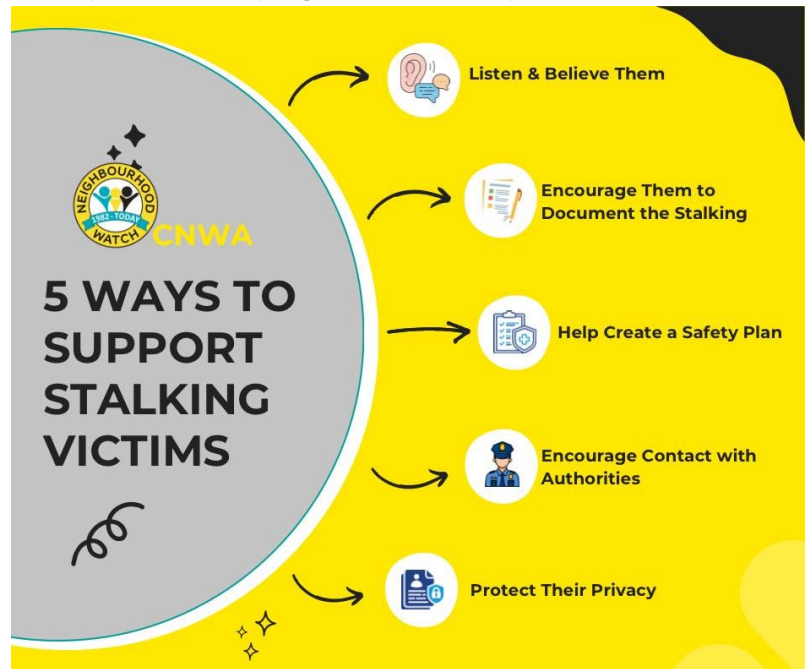 NEIGHBOURHOOD
1982 - TODAY
WATCH
CNWA
5 WAYS TO
SUPPORT
STALKING
VICTIMS
Listen & Believe Them
Encourage Them to
Document the Stalking
Help Create a Safety Plan
Encourage Contact with
Authorities
Protect Their Privacy